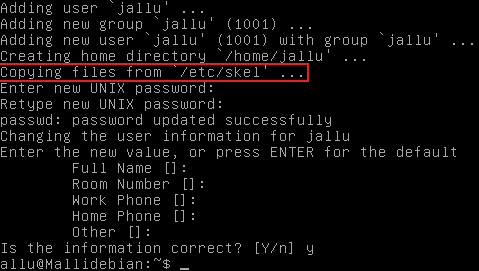 Adding user `jallu' ...
Adding new group `jallu' (1001) ...
Adding new user `jallu' (1001) with group `jallu' ...
Creating home directory `/home/jallu' ...
Copying files from `/etc/skel' ...
Enter new UNIX password:
Retype new UNIX password:
passwd: password updated successfully
Changing the user information for jallu
Enter the new value, or press ENTER for the default
Full Name []:
Room Number []:
Work Phone []:
Home Phone []:
Other []:
Is the information correct? [Y/n] y
allu@Mallidebian:~$ _